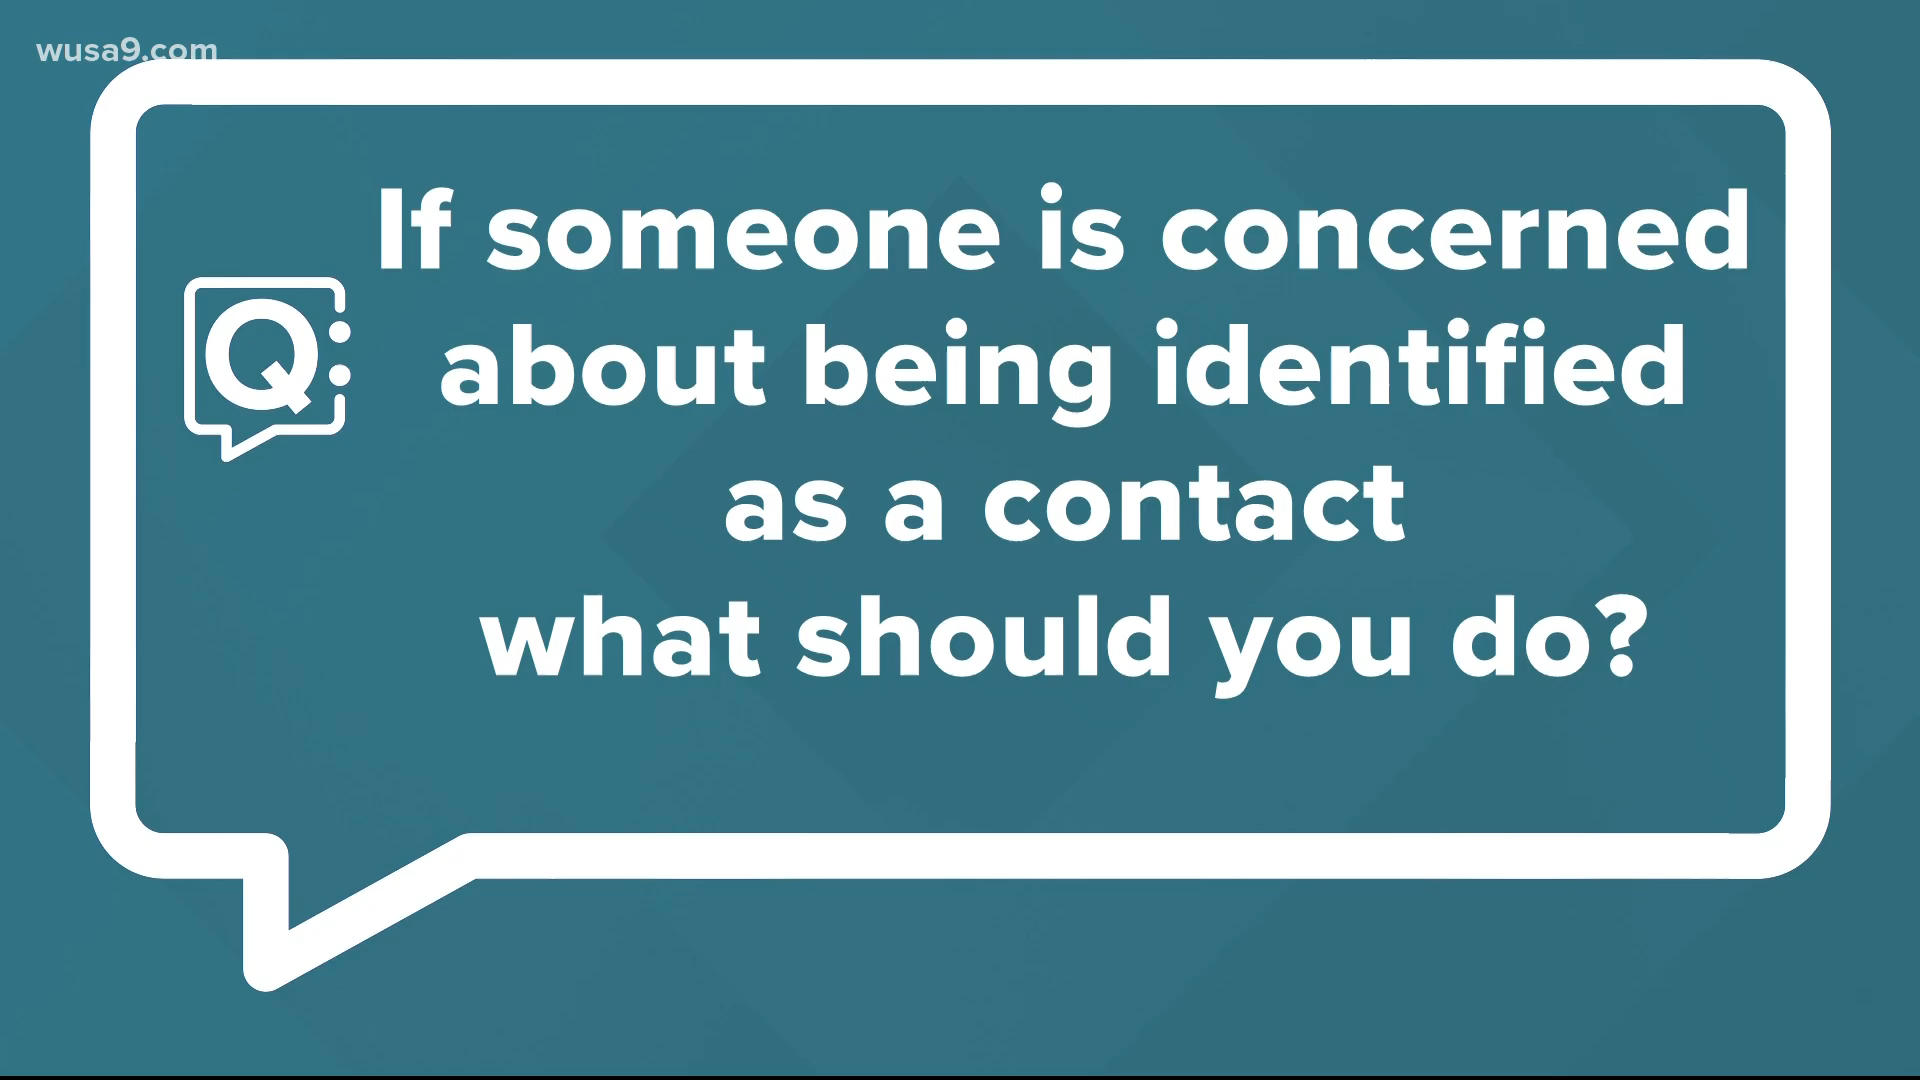 wusa9.com
If someone is concerned
Q:
about being identified
as a contact
what should you do?